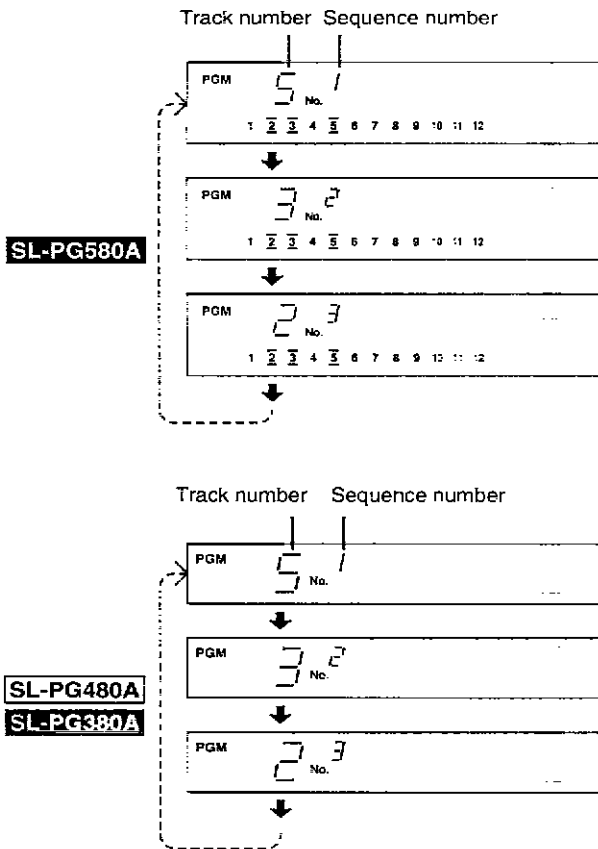 Track number Sequence number
PGM 5 No. 1
1 2 3 4 5 6 7 8 9 10 11 12
PGM 3 No. 2
1 2 3 4 5 6 7 8 9 10 11 12
SL-PG580A
PGM 2 No. 3
1 2 3 4 5 6 7 8 9 10 11 12
Track number Sequence number
PGM 5 No. 1
PGM 3 No. 2
SL-PG480A
SL-PG380A
PGM 2 No. 3